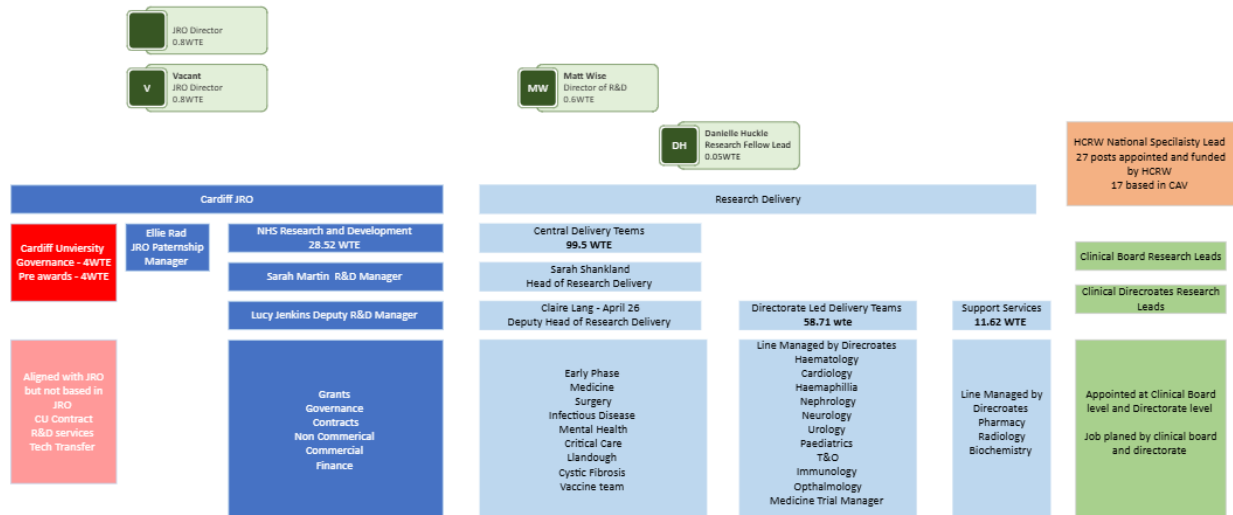 JRO Director
0.8WTE
V
Vacant
JRO Director
0.8WTE
MW
Matt Wise
Director of R&D
0.6WTE
DH
Danielle Huckle
Research Fellow Lead
0.05WTE
HCRW National Specilaisty Lead
27 posts appointed and funded
by HCRW
17 based in CAV
Cardiff JRO
Research Delivery
Cardiff Unviersity
Governance - 4WTE
Pre awards - 4WTE
Ellie Rad
JRO Paternship
Manager
NHS Research and Development
28.52 WTE
Sarah Martin R&D Manager
Lucy Jenkins Deputy R&D Manager
Central Delivery Teems
99.5 WTE
Sarah Shankland
Head of Research Delivery
Claire Lang - April 26
Deputy Head of Research Delivery
Directorate Led Delivery Teams
58.71 wte
Support Services
11.62 WTE
Clinical Board Research Leads
Clinical Direcroates Research
Leads
Aligned with JRO
but not based in
JRO
CU Contract
R&D services
Tech Transfer
Grants
Governance
Contracts
Non Commerical
Commercial
Finance
Early Phase
Medicine
Surgery
Infectious Disease
Mental Health
Critical Care
Llandough
Cystic Fibrosis
Vaccine team
Line Managed by Direcroates
Haematology
Cardiology
Haemaphillia
Nephrology
Neurology
Urology
Paediatrics
T&O
Immunology
Opthalmology
Medicine Trial Manager
Line Managed by
Direcroates
Pharmacy
Radiology
Biochemistry
Appointed at Clinical Board
level and Directorate level
Job planed by clinical board
and directorate